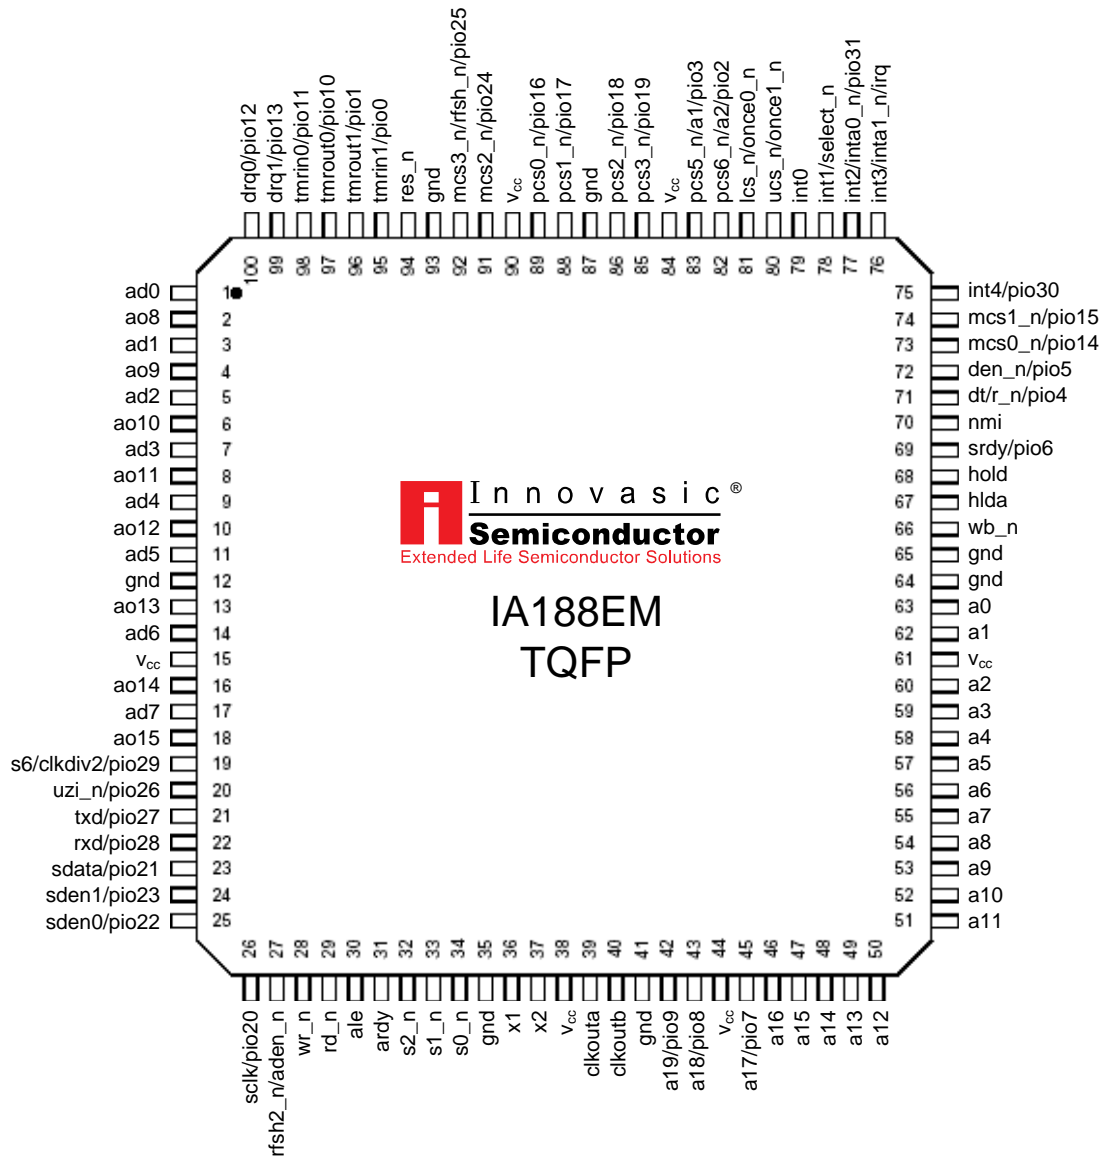 drq0/pio12
drq1/pio13
tmrin0/pio11
tmrout0/pio10
tmrout1/pio1
tmrin1/pio0
res_n
gnd
mcs3_n/rfsh_n/pio25
mcs2_n/pio24
vcc
pcs0_n/pio16
pcs1_n/pio17
gnd
pcs2_n/pio18
pcs3_n/pio19
vcc
pcs5_n/a1/pio3
pcs6_n/a2/pio2
lcs_n/once0_n
ucs_n/once1_n
int0
int1/select_n
int2/inta0_n/pio31
int3/inta1_n/irq
100
99
98
97
96
95
94
93
92
91
90
89
88
87
86
85
84
83
82
81
80
79
78
77
76
ad0 1
ao8 2
ad1 3
ao9 4
ad2 5
ao10 6
ad3 7
ao11 8
ad4 9
ao12 10
ad5 11
gnd 12
ao13 13
ad6 14
vcc 15
ao14 16
ad7 17
ao15 18
s6/clkdiv2/pio29 19
uzi_n/pio26 20
txd/pio27 21
rxd/pio28 22
sdata/pio21 23
sden1/pio23 24
sden0/pio22 25
i Innovasic ®
Semiconductor
Extended Life Semiconductor Solutions
IA188EM
TQFP
75 int4/pio30
74 mcs1_n/pio15
73 mcs0_n/pio14
72 den_n/pio5
71 dt/r_n/pio4
70 nmi
69 srdy/pio6
68 hold
67 hlda
66 wb_n
65 gnd
64 gnd
63 a0
62 a1
61 vcc
60 a2
59 a3
58 a4
57 a5
56 a6
55 a7
54 a8
53 a9
52 a10
51 a11
26
27
28
29
30
31
32
33
34
35
36
37
38
39
40
41
42
43
44
45
46
47
48
49
50
sclk/pio20
rfsh2_n/aden_n
wr_n
rd_n
ale
ardy
s2_n
s1_n
s0_n
gnd
x1
x2
vcc
clkouta
clkoutb
gnd
a19/pio9
a18/pio8
vcc
a17/pio7
a16
a15
a14
a13
a12